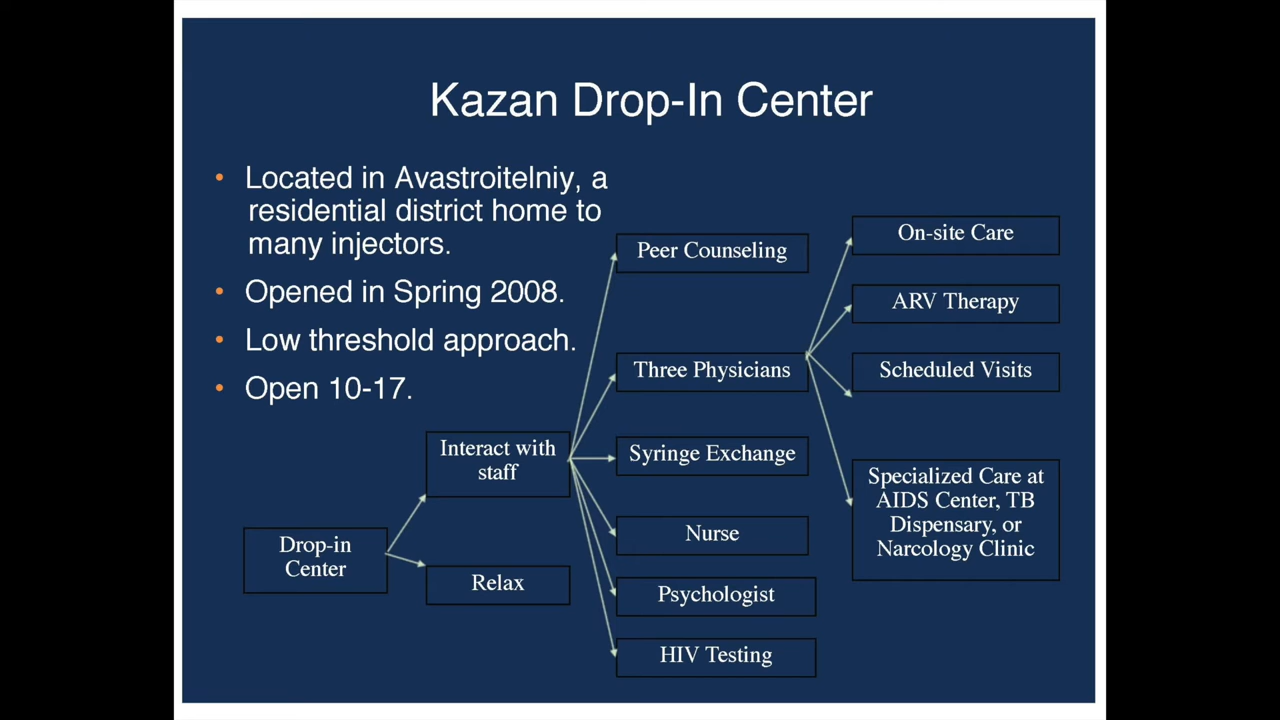 Kazan Drop-In Center
• Located in Avastroitelniy, a
residential district home to
many injectors.
• Opened in Spring 2008.
• Low threshold approach.
• Open 10-17.
Drop-in
Center
Interact with
staff
Relax
Peer Counseling
Three Physicians
Syringe Exchange
Nurse
Psychologist
HIV Testing
On-site Care
ARV Therapy
Scheduled Visits
Specialized Care at
AIDS Center, TB
Dispensary, or
Narcology Clinic